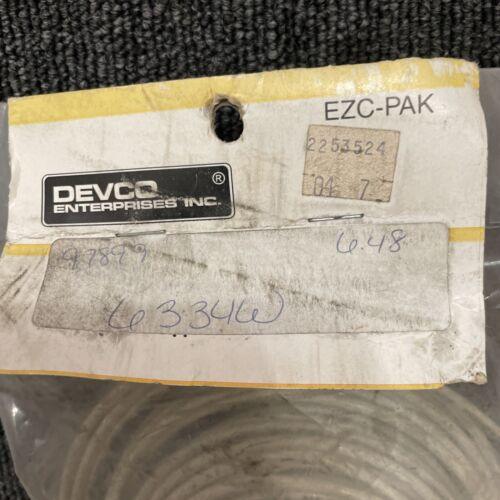 EZC-PAK
2253524
04 7
DEVCO ®
ENTERPRISES INC.
97899
6.48
63346